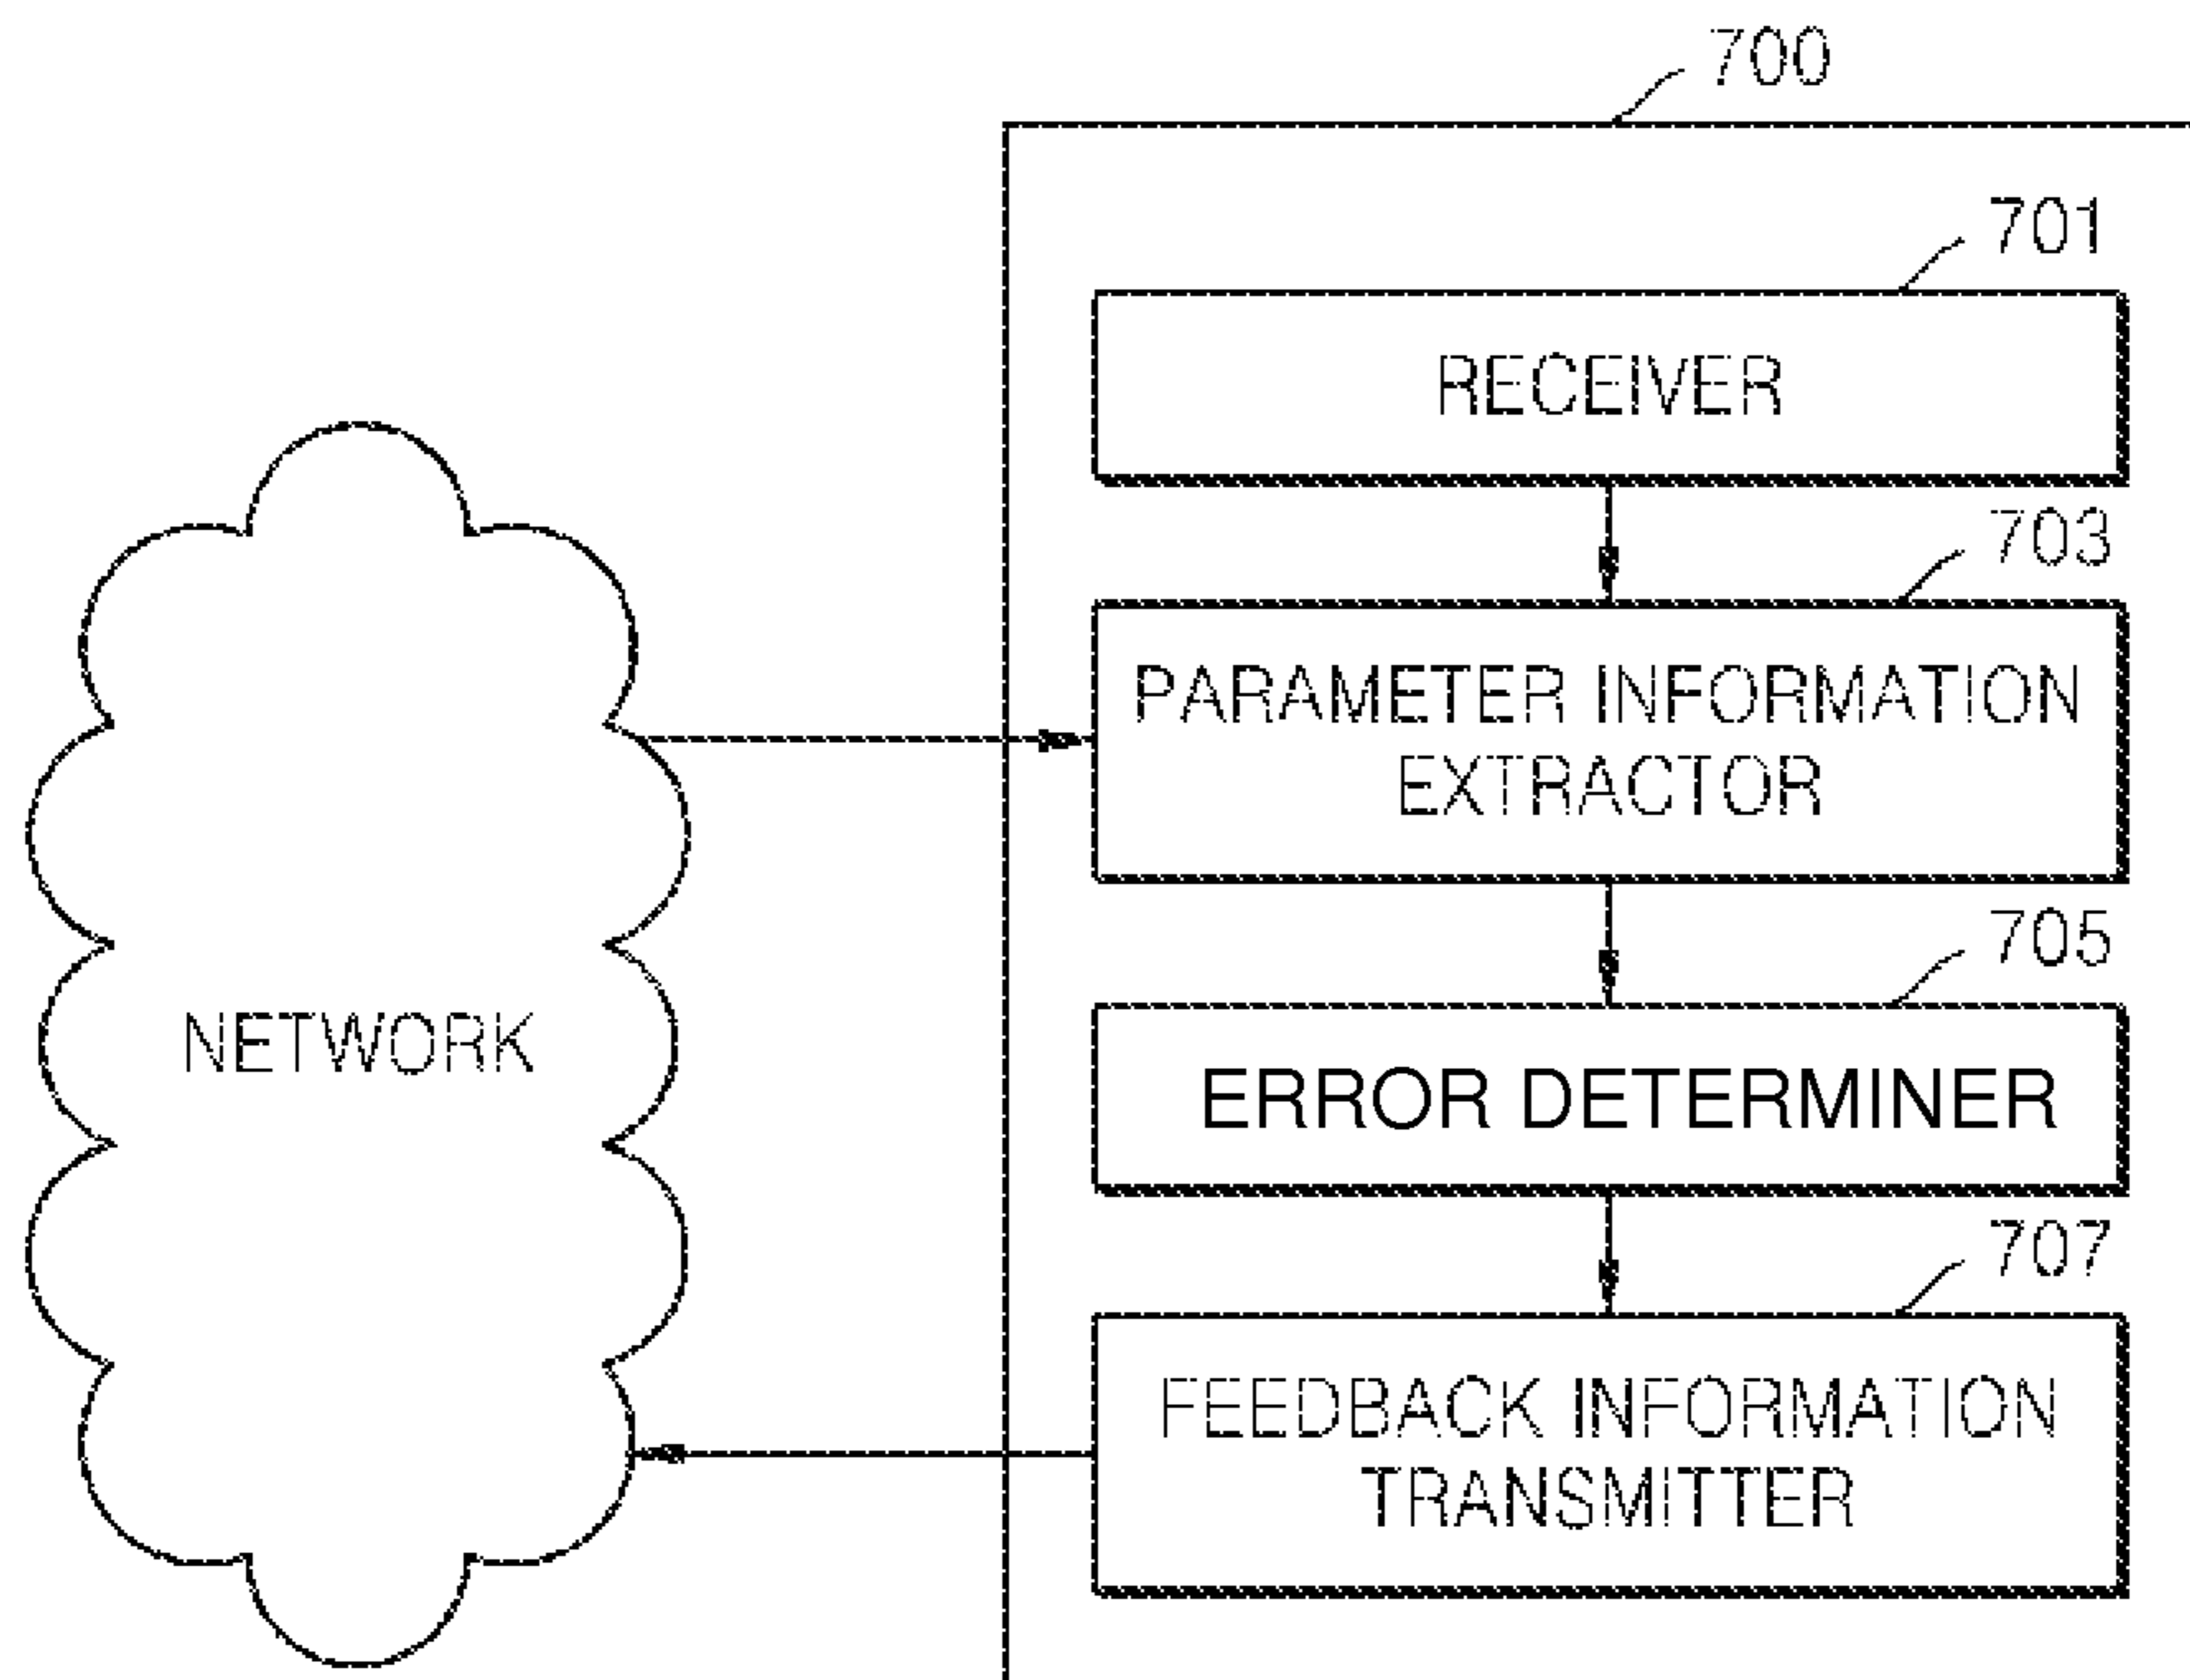 700
701
RECEIVER
703
PARAMETER INFORMATION
EXTRACTOR
705
NETWORK
ERROR DETERMINER
707
FEEDBACK INFORMATION
TRANSMITTER